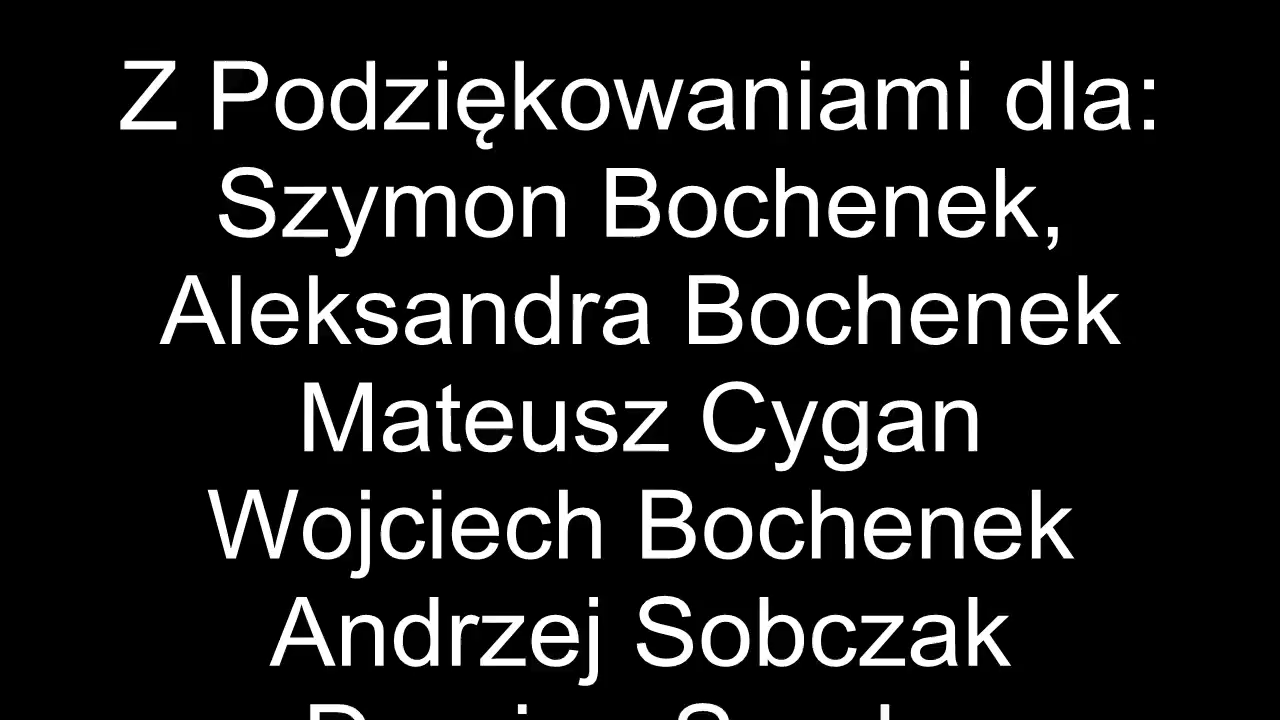 Z Podziękowaniami dla:
Szymon Bochenek,
Aleksandra Bochenek
Mateusz Cygan
Wojciech Bochenek
Andrzej Sobczak